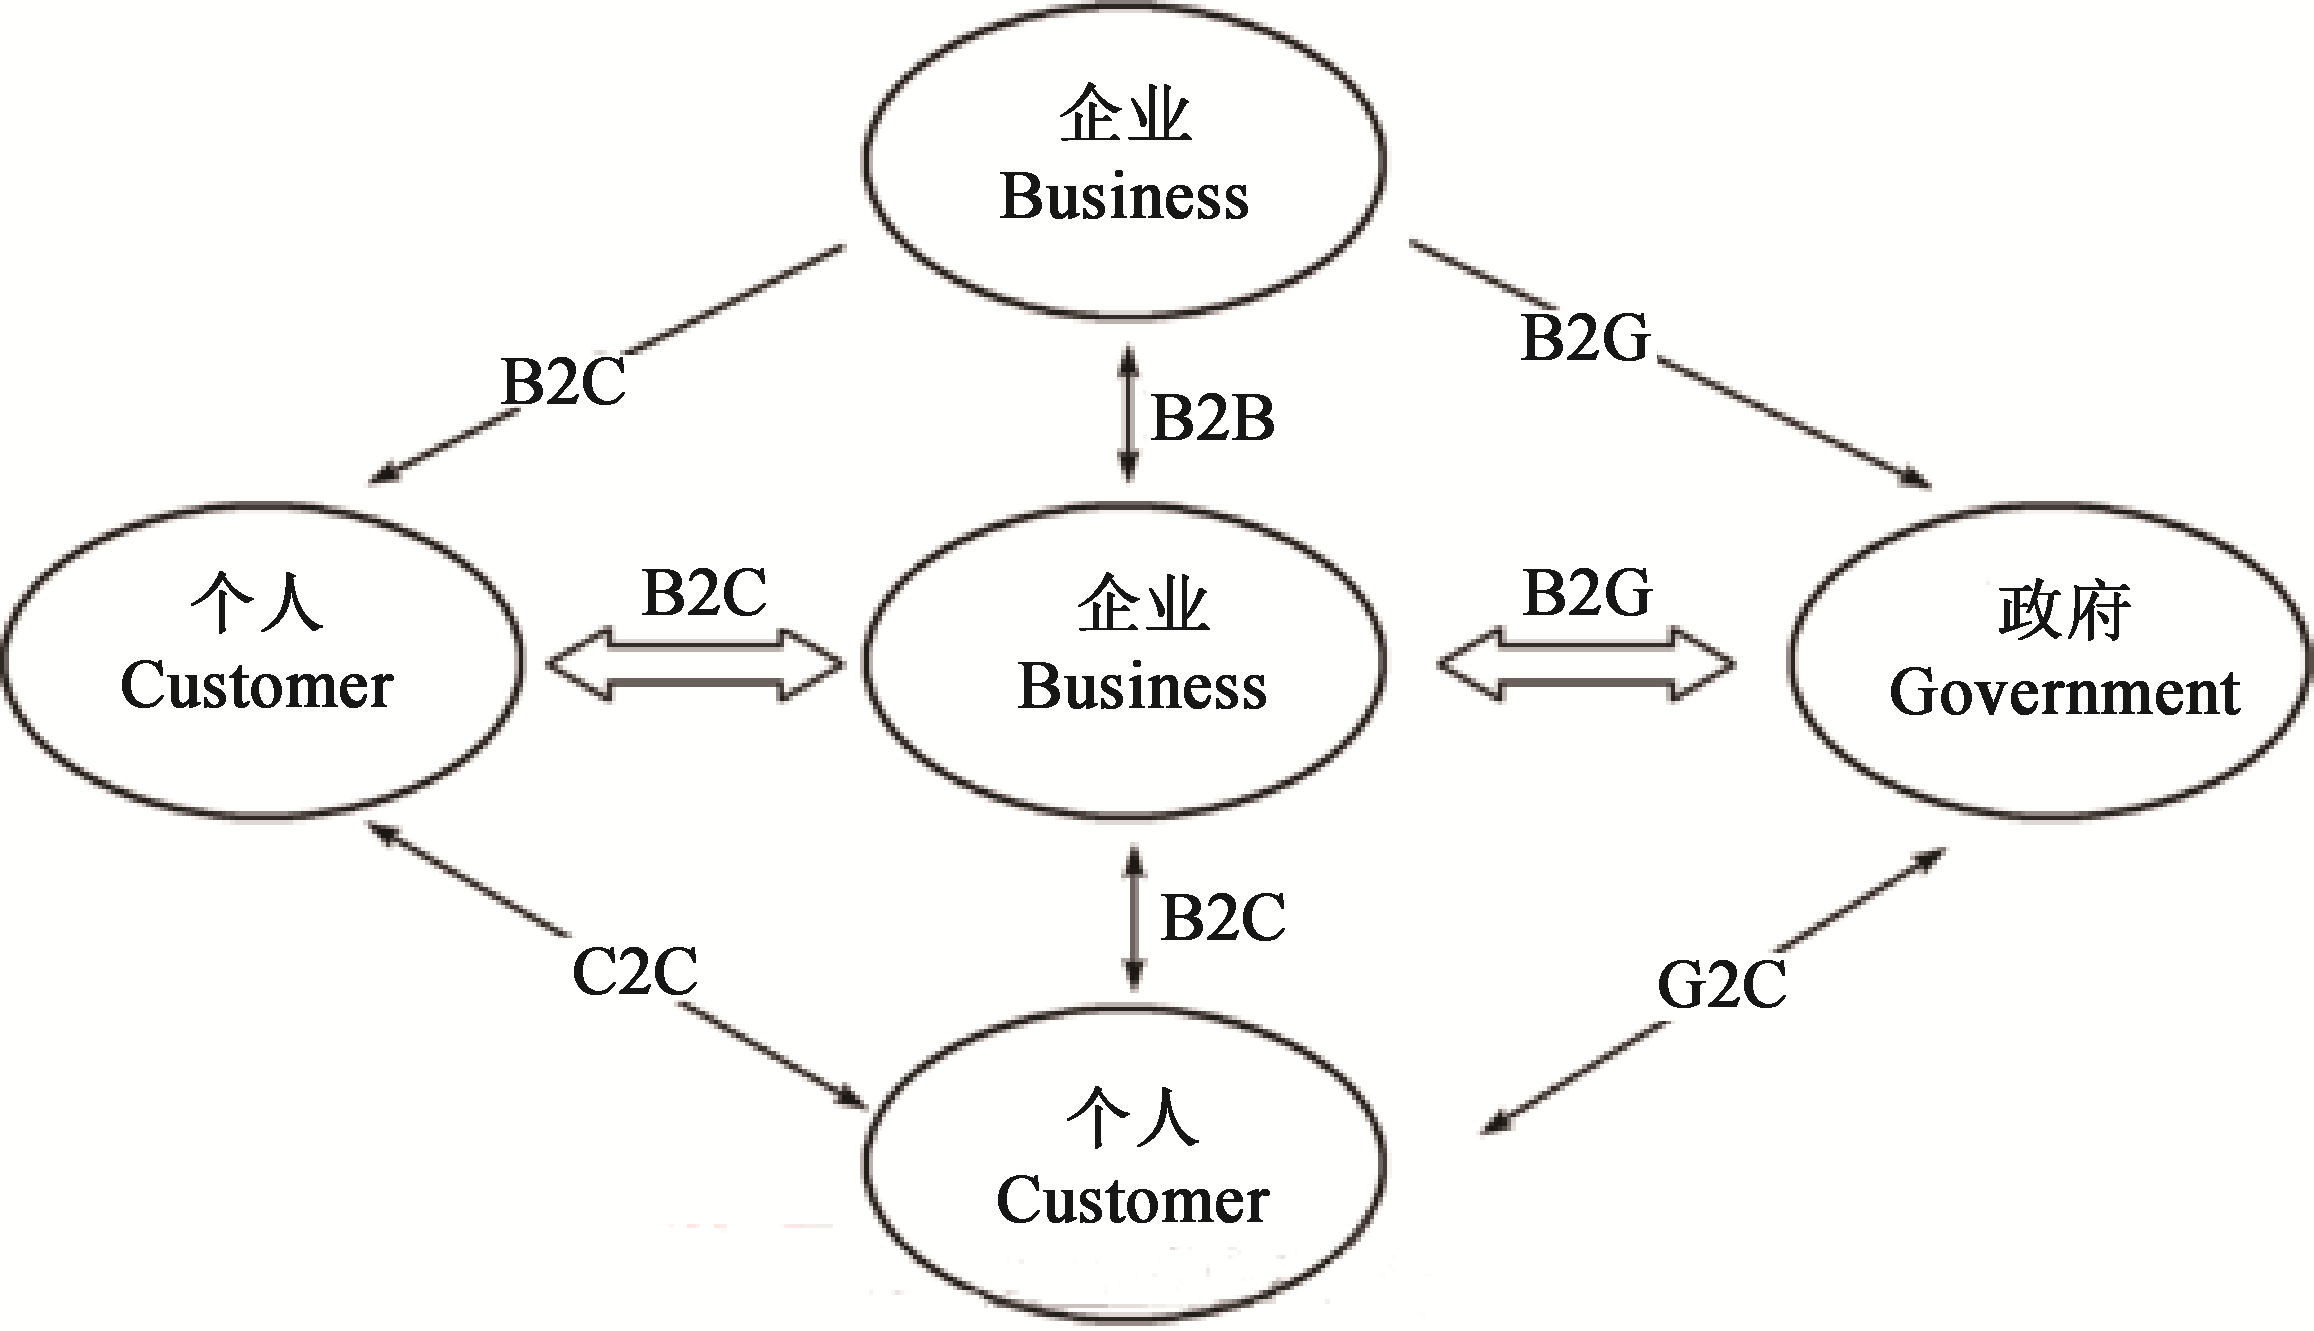 企业
Business
B2C
B2G
B2B
个人
Customer
B2C
企业
Business
B2G
政府
Government
C2C
B2C
G2C
个人
Customer